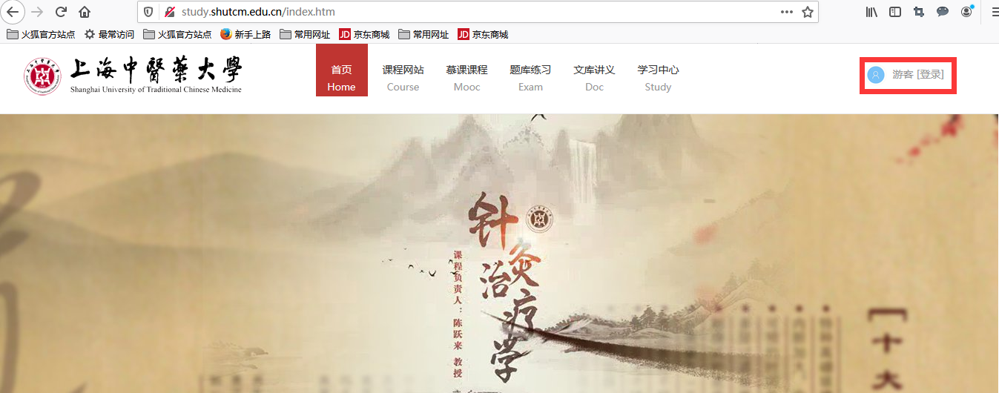 study.shutcm.edu.cn/index.htm
火狐官方站点 最常访问 火狐官方站点 新手上路 常用网址 JD 京东商城 常用网址 JD 京东商城
上海中醫藥大學
Shanghai University of Traditional Chinese Medicine
首页 课程网站 慕课课程 题库练习 文库讲义 学习中心
Home Course Mooc Exam Doc Study
游客 [登录]
针灸治疗学
课程负责人：陈跃来 教授
十大